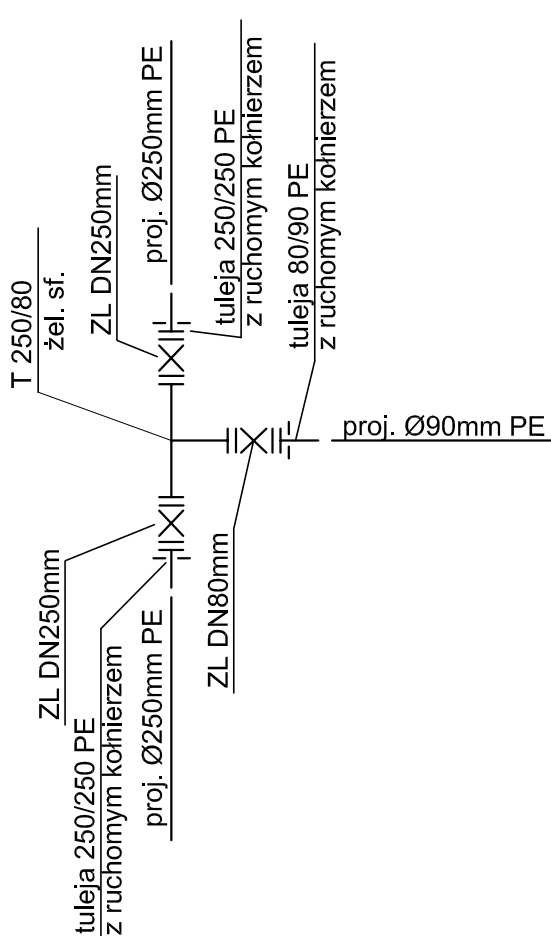 T 250/80
żel. sf.
ZL DN250mm
proj. Ø250mm PE
tuleja 250/250 PE
z ruchomym kołnierzem
tuleja 80/90 PE
z ruchomym kołnierzem
proj. Ø90mm PE
ZL DN250mm
tuleja 250/250 PE
z ruchomym kołnierzem
proj. Ø250mm PE
ZL DN80mm